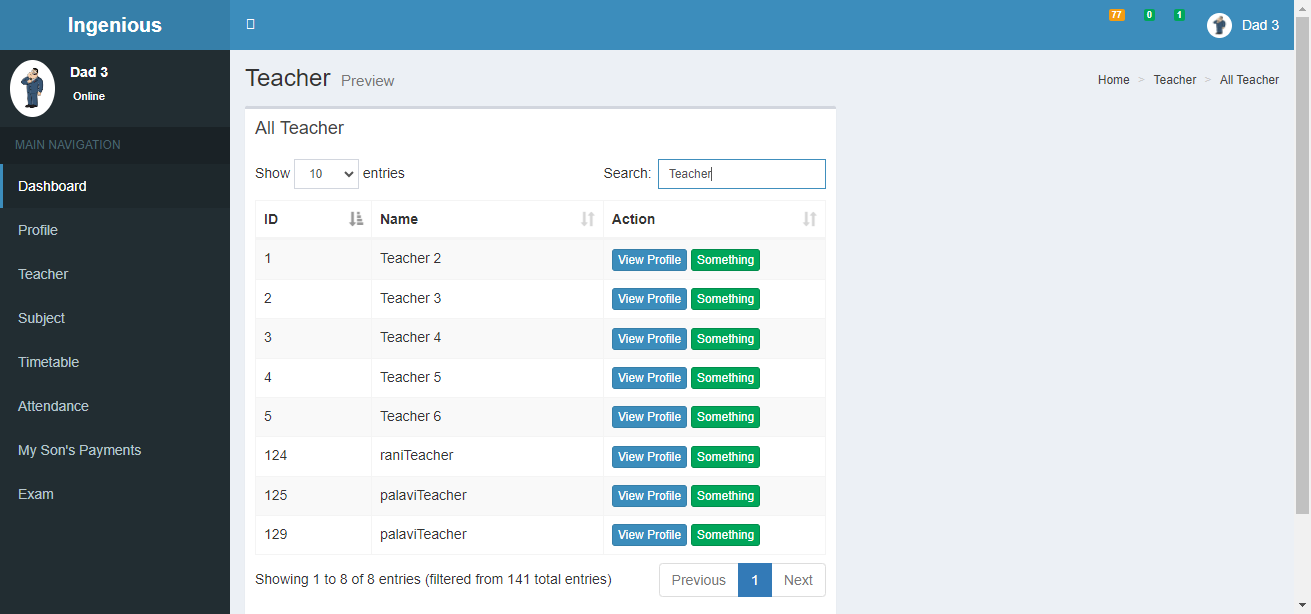 Ingenious
77 0 1 Dad 3
Dad 3
Online
MAIN NAVIGATION
Dashboard
Profile
Teacher
Subject
Timetable
Attendance
My Son's Payments
Exam
Teacher Preview
Home > Teacher > All Teacher
All Teacher
Show 10 entries Search: Teacher
ID Name Action
1 Teacher 2 View Profile Something
2 Teacher 3 View Profile Something
3 Teacher 4 View Profile Something
4 Teacher 5 View Profile Something
5 Teacher 6 View Profile Something
124 raniTeacher View Profile Something
125 palaviTeacher View Profile Something
129 palaviTeacher View Profile Something
Showing 1 to 8 of 8 entries (filtered from 141 total entries) Previous 1 Next